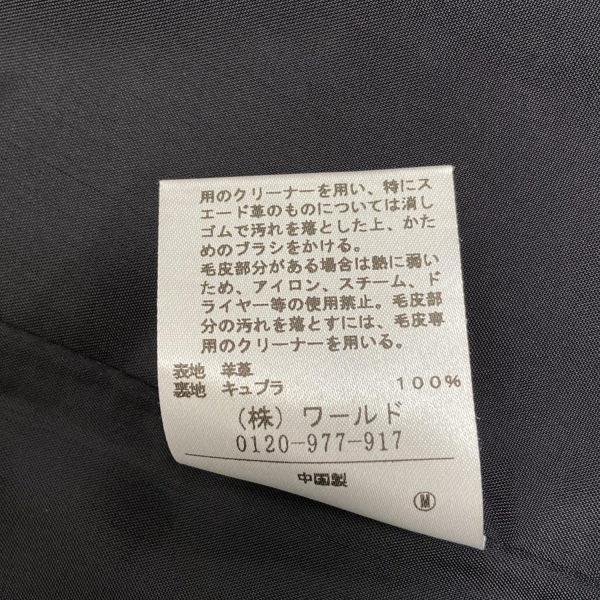 用のクリーナーを用い、特にス
エード革のものについては消し
ゴムで汚れを落とした上、かた
めのブラシをかける。
毛皮部分がある場合は熱に弱い
ため、アイロン、スチーム、ド
ライヤー等の使用禁止。毛皮部
分の汚れを落とすには、毛皮専
用のクリーナーを用いる。
表地 羊革
裏地 キュプラ 100%
(株) ワールド
0120-977-917
中国製
Ⓜ